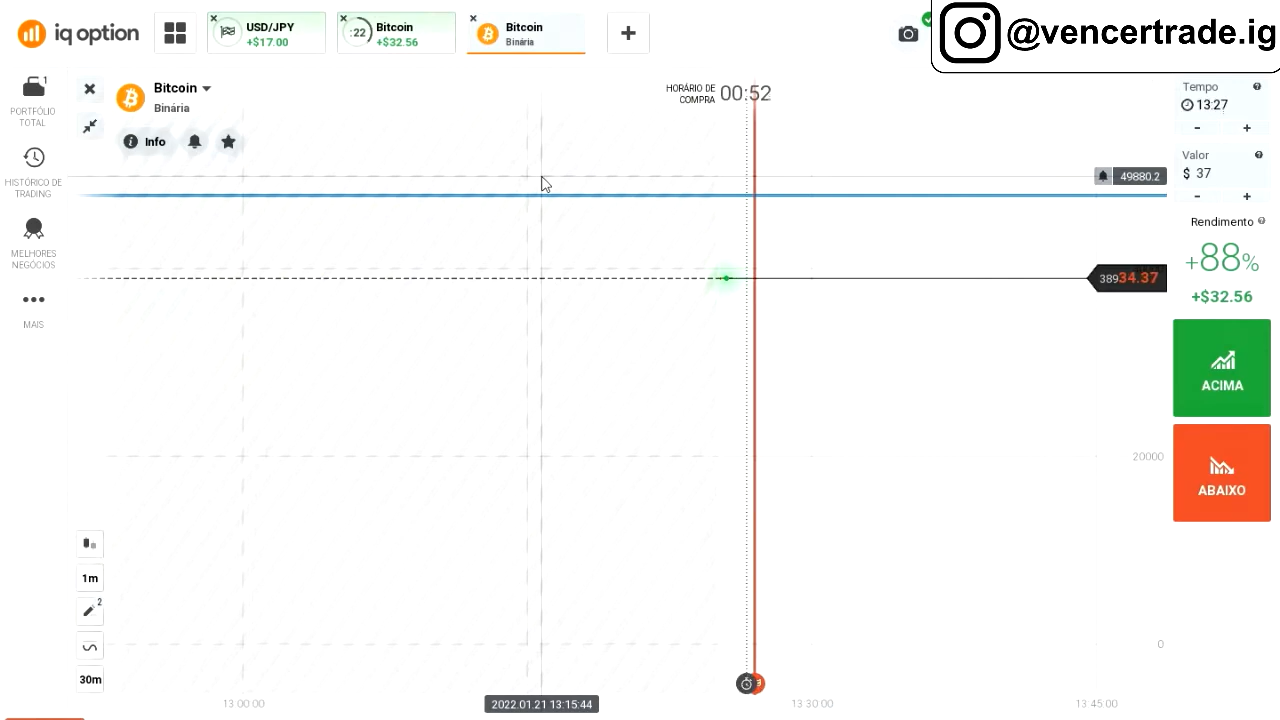 iq option
USD/JPY
+$17.00
:22
Bitcoin
+$32.56
Bitcoin
Binária
@vencertrade.ig
PORTFÓLIO
TOTAL
1
HISTÓRICO DE
TRADING
MELHORES
NEGÓCIOS
MAIS
Bitcoin
Binária
Info
HORÁRIO DE
COMPRA
00:52
Tempo
13:27
Valor
$ 37
Rendimento
+88%
+$32.56
ACIMA
ABAIXO
49880.2
38934.37
20000
0
1m
2
30m
13:00:00
2022.01.21 13:15:44
13:30:00
13:45:00